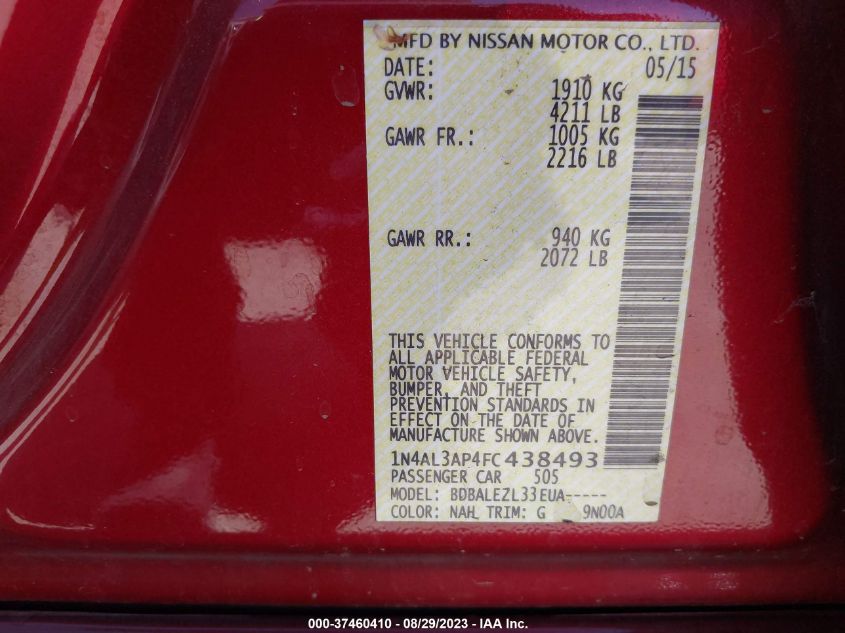 MFD BY NISSAN MOTOR CO., LTD.
DATE: 05/15
GVWR: 1910 KG
4211 LB
GAWR FR.: 1005 KG
2216 LB
GAWR RR.: 940 KG
2072 LB
THIS VEHICLE CONFORMS TO
ALL APPLICABLE FEDERAL
MOTOR VEHICLE SAFETY,
BUMPER, AND THEFT
PREVENTION STANDARDS IN
EFFECT ON THE DATE OF
MANUFACTURE SHOWN ABOVE.
1N4AL3AP4FC438493
PASSENGER CAR 505
MODEL: BDBALEZL33EUA-----
COLOR: NAH TRIM: G 9N00A
000-37460410 - 08/29/2023 - IAA Inc.